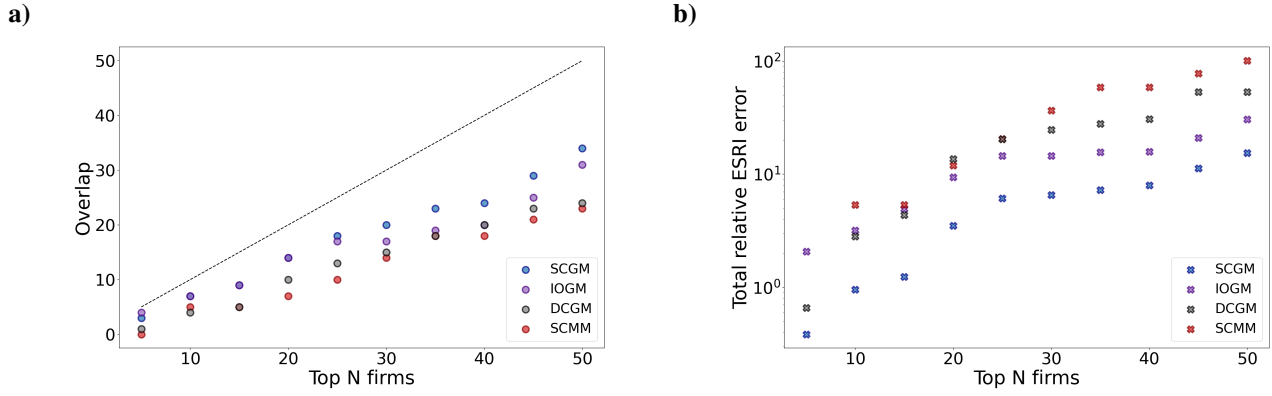 a)
50
40
30
20
10
0
Overlap
10 20 30 40 50
Top N firms
SCGM
IOGM
DCGM
SCMM
b)
10²
10¹
10⁰
Total relative ESRI error
10 20 30 40 50
Top N firms
SCGM
IOGM
DCGM
SCMM